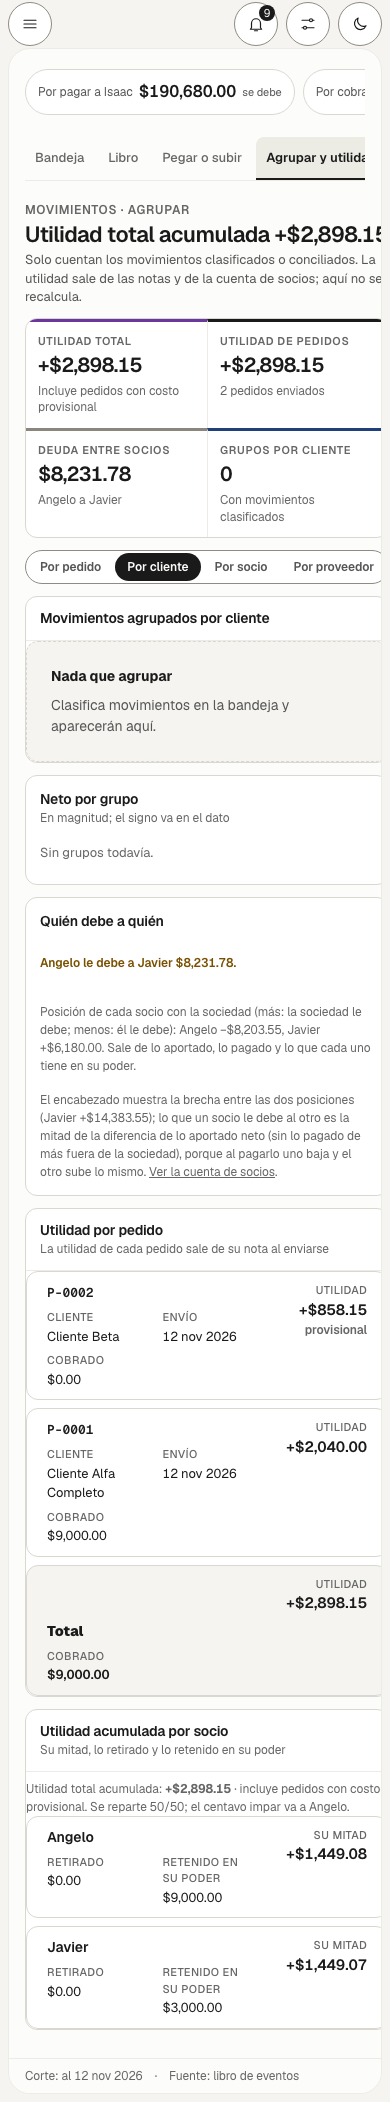 9
Por pagar a Isaac $190,680.00 se debe
Por cobra
Bandeja Libro Pegar o subir Agrupar y utilida
MOVIMIENTOS · AGRUPAR
Utilidad total acumulada +$2,898.15
Solo cuentan los movimientos clasificados o conciliados. La
utilidad sale de las notas y de la cuenta de socios; aquí no se
recalcula.
UTILIDAD TOTAL
+$2,898.15
Incluye pedidos con costo
provisional
UTILIDAD DE PEDIDOS
+$2,898.15
2 pedidos enviados
DEUDA ENTRE SOCIOS
$8,231.78
Angelo a Javier
GRUPOS POR CLIENTE
0
Con movimientos
clasificados
Por pedido Por cliente Por socio Por proveedor
Movimientos agrupados por cliente
Nada que agrupar
Clasifica movimientos en la bandeja y
aparecerán aquí.
Neto por grupo
En magnitud; el signo va en el dato
Sin grupos todavía.
Quién debe a quién
Angelo le debe a Javier $8,231.78.
Posición de cada socio con la sociedad (más: la sociedad le
debe; menos: él le debe): Angelo −$8,203.55, Javier
+$6,180.00. Sale de lo aportado, lo pagado y lo que cada uno
tiene en su poder.
El encabezado muestra la brecha entre las dos posiciones
(Javier +$14,383.55); lo que un socio le debe al otro es la
mitad de la diferencia de lo aportado neto (sin lo pagado de
más fuera de la sociedad), porque al pagarlo uno baja y el
otro sube lo mismo. Ver la cuenta de socios.
Utilidad por pedido
La utilidad de cada pedido sale de su nota al enviarse
P-0002
CLIENTE
Cliente Beta
ENVÍO
12 nov 2026
COBRADO
$0.00
UTILIDAD
+$858.15
provisional
P-0001
CLIENTE
Cliente Alfa
Completo
ENVÍO
12 nov 2026
COBRADO
$9,000.00
UTILIDAD
+$2,040.00
UTILIDAD
+$2,898.15
Total
COBRADO
$9,000.00
Utilidad acumulada por socio
Su mitad, lo retirado y lo retenido en su poder
Utilidad total acumulada: +$2,898.15 · incluye pedidos con costo
provisional. Se reparte 50/50; el centavo impar va a Angelo.
Angelo
RETIRADO
$0.00
RETENIDO EN
SU PODER
$9,000.00
SU MITAD
+$1,449.08
Javier
RETIRADO
$0.00
RETENIDO EN
SU PODER
$3,000.00
SU MITAD
+$1,449.07
Corte: al 12 nov 2026 · Fuente: libro de eventos